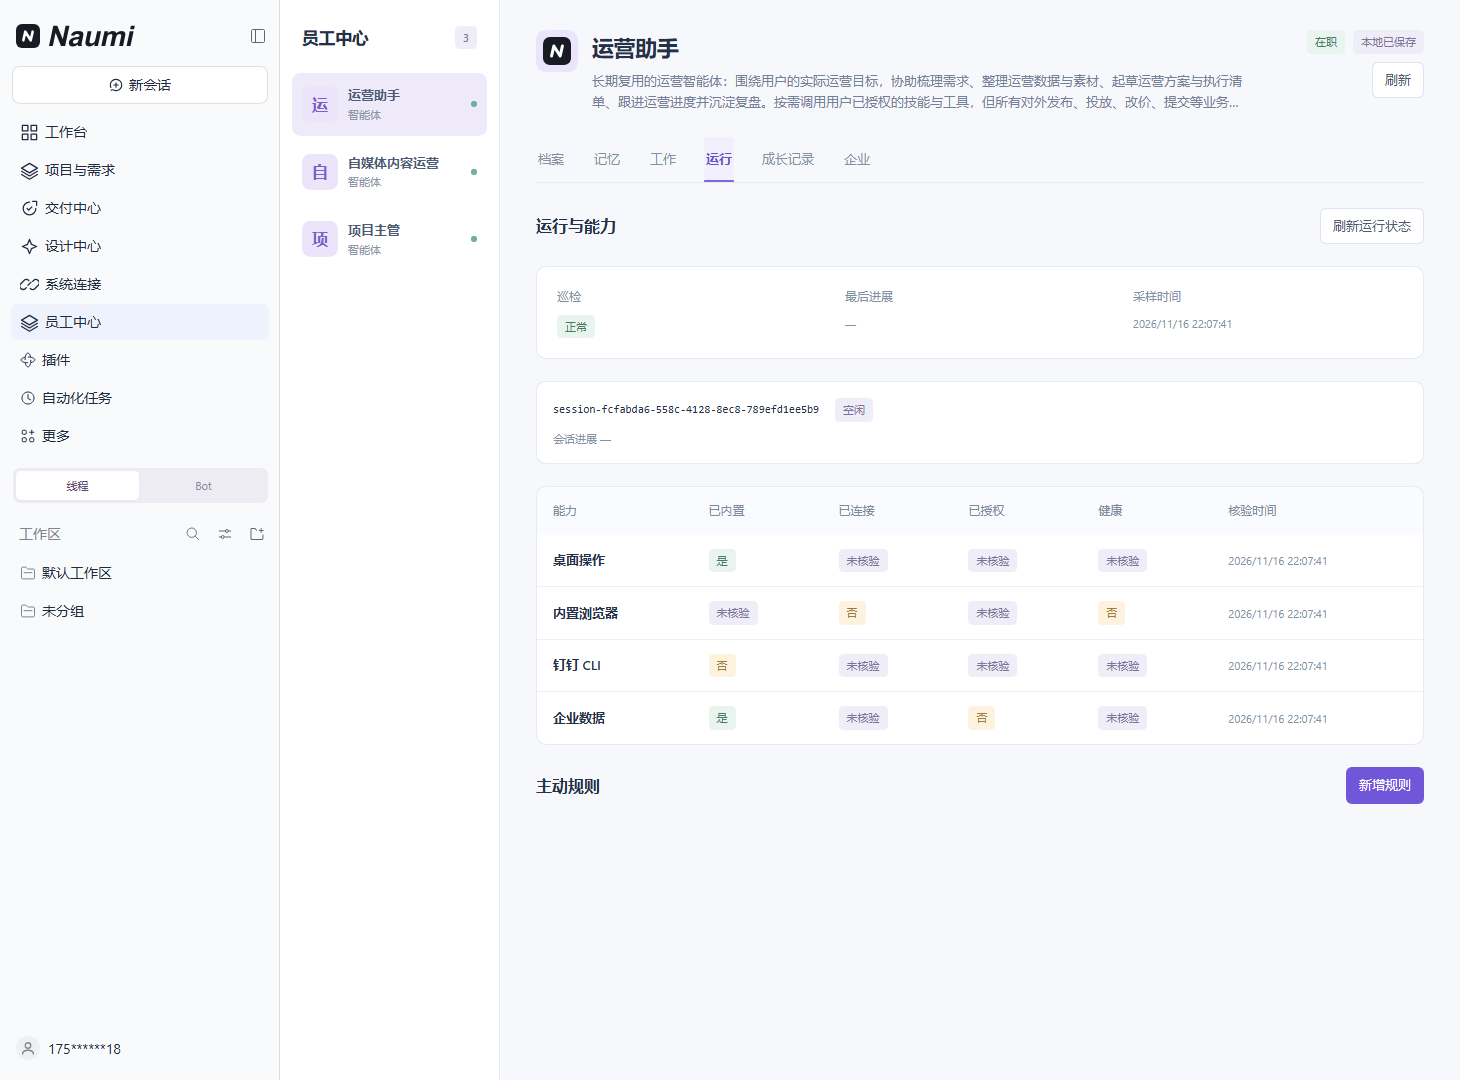 Naumi
新会话
工作台
项目与需求
交付中心
设计中心
系统连接
员工中心
插件
自动化任务
更多
线程 Bot
工作区
默认工作区
未分组
175******18
员工中心 3
运 运营助手
智能体
自 自媒体内容运营
智能体
项 项目主管
智能体
运营助手
在职 本地已保存
长期复用的运营智能体：围绕用户的实际运营目标，协助梳理需求、整理运营数据与素材、起草运营方案与执行清
单、跟进运营进度并沉淀复盘。按需调用用户已授权的技能与工具，但所有对外发布、投放、改价、提交等业务...
刷新
档案 记忆 工作 运行 成长记录 企业
运行与能力
刷新运行状态
巡检 最后进展 采样时间
正常 — 2026/11/16 22:07:41
session-fcfabda6-558c-4128-8ec8-789efd1ee5b9 空闲
会话进展 —
能力 已内置 已连接 已授权 健康 核验时间
桌面操作 是 未核验 未核验 未核验 2026/11/16 22:07:41
内置浏览器 未核验 否 未核验 否 2026/11/16 22:07:41
钉钉 CLI 否 未核验 未核验 未核验 2026/11/16 22:07:41
企业数据 是 未核验 否 未核验 2026/11/16 22:07:41
主动规则
新增规则